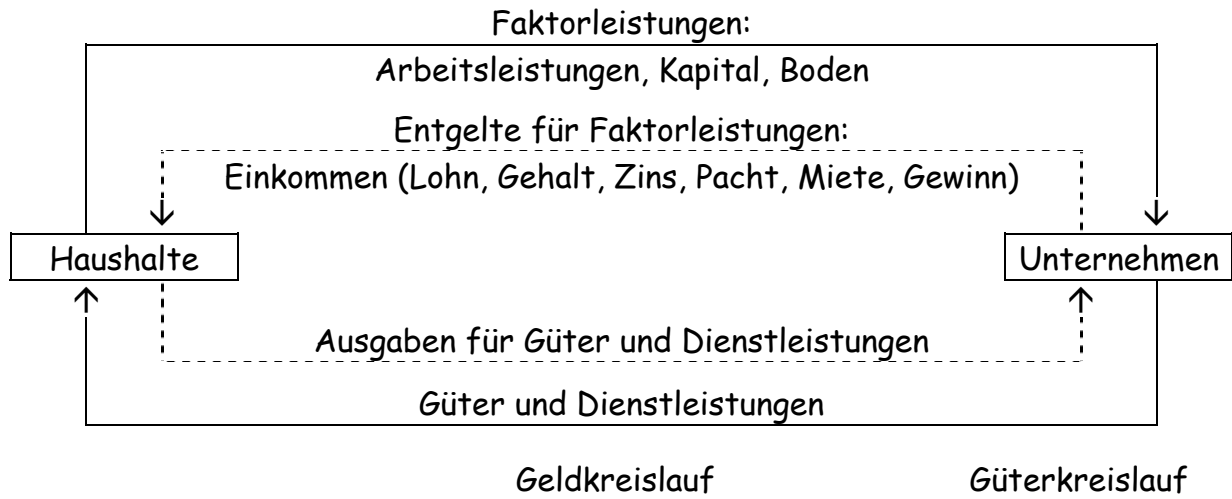 Faktorleistungen:
Arbeitsleistungen, Kapital, Boden
Entgelte für Faktorleistungen:
Einkommen (Lohn, Gehalt, Zins, Pacht, Miete, Gewinn)
Haushalte
Unternehmen
Ausgaben für Güter und Dienstleistungen
Güter und Dienstleistungen
Geldkreislauf Güterkreislauf